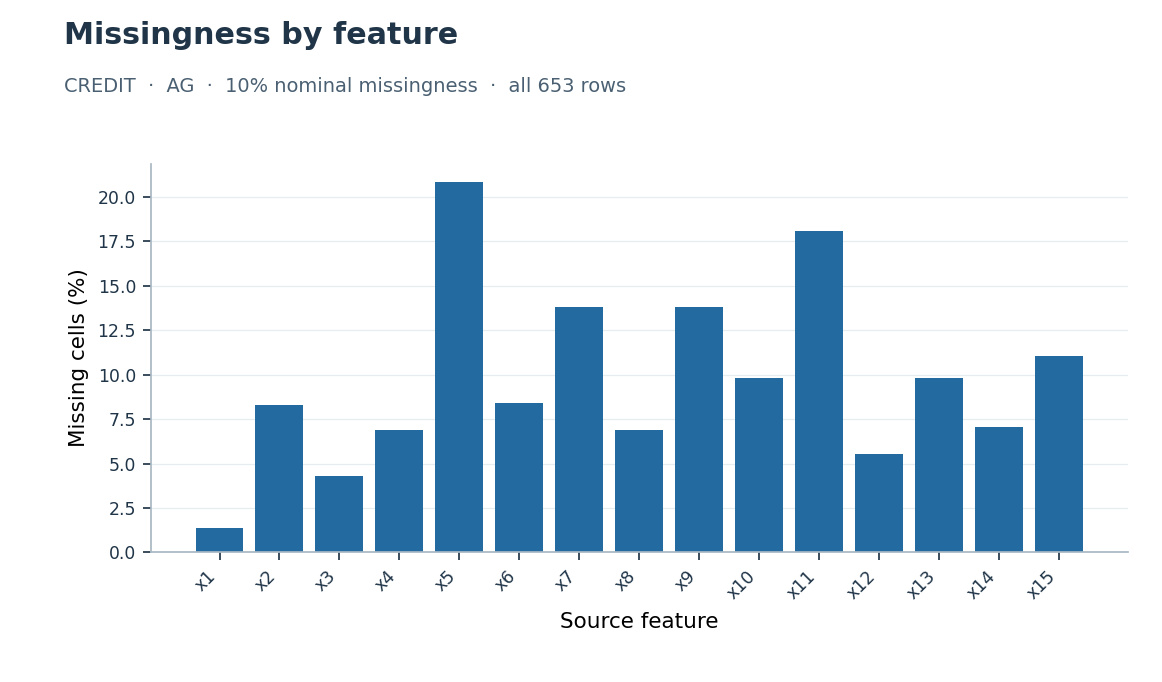 Missingness by feature
CREDIT · AG · 10% nominal missingness · all 653 rows
Missing cells (%)
20.0
17.5
15.0
12.5
10.0
7.5
5.0
2.5
0.0
x1 x2 x3 x4 x5 x6 x7 x8 x9 x10 x11 x12 x13 x14 x15
Source feature